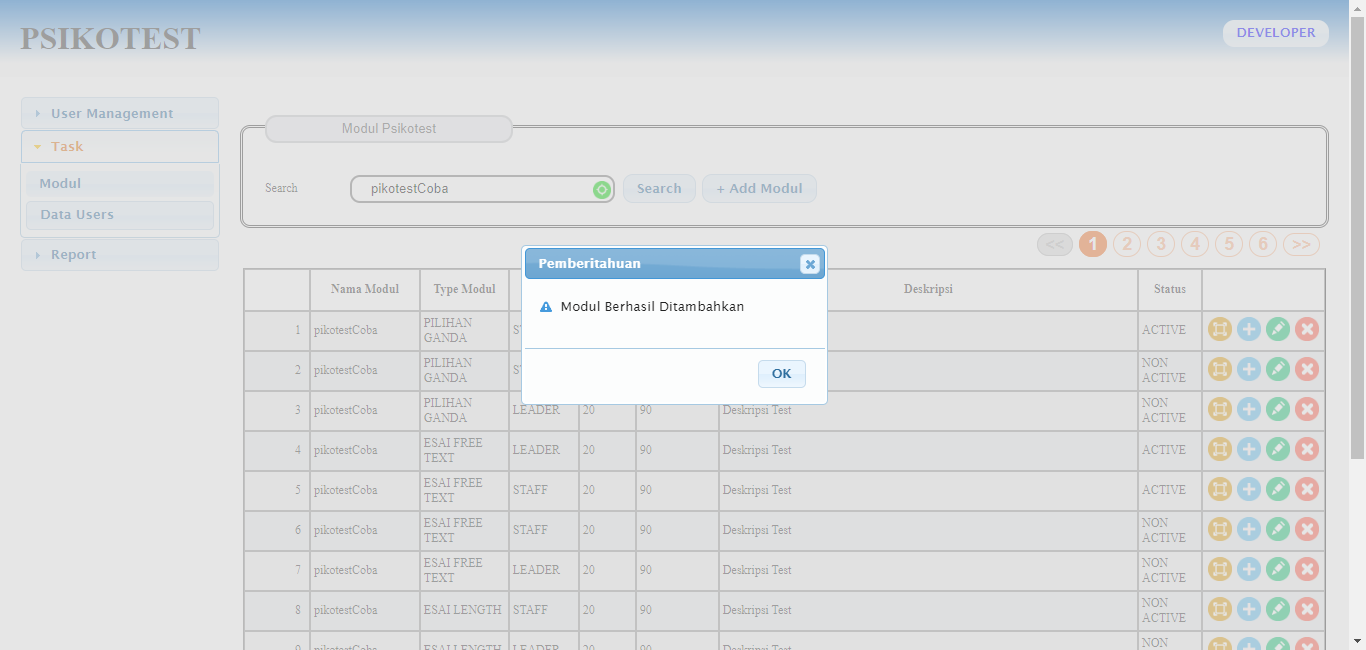 PSIKOTEST
DEVELOPER
User Management
Task
Modul
Data Users
Report
Modul Psikotest
Search pikotestCoba Search + Add Modul
<< 1 2 3 4 5 6 >>
Pemberitahuan
Modul Berhasil Ditambahkan
OK
Nama Modul Type Modul Deskripsi Status
1 pikotestCoba PILIHAN GANDA ACTIVE
2 pikotestCoba PILIHAN GANDA NON ACTIVE
3 pikotestCoba PILIHAN GANDA LEADER 20 90 Deskripsi Test NON ACTIVE
4 pikotestCoba ESAI FREE TEXT LEADER 20 90 Deskripsi Test ACTIVE
5 pikotestCoba ESAI FREE TEXT STAFF 20 90 Deskripsi Test ACTIVE
6 pikotestCoba ESAI FREE TEXT STAFF 20 90 Deskripsi Test NON ACTIVE
7 pikotestCoba ESAI FREE TEXT LEADER 20 90 Deskripsi Test NON ACTIVE
8 pikotestCoba ESAI LENGTH STAFF 20 90 Deskripsi Test NON ACTIVE
9 pikotestCoba ESAI LENGTH LEADER 20 90 Deskripsi Test NON